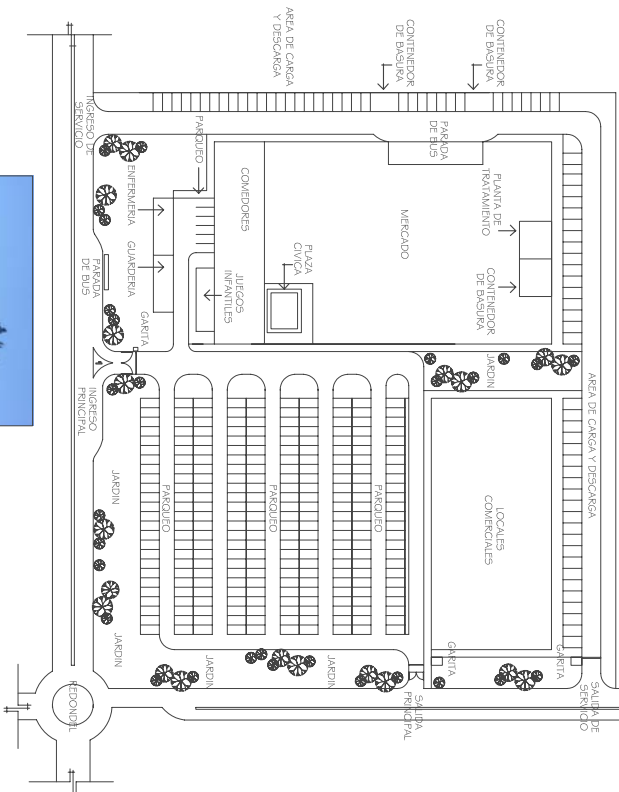 AREA DE CARGA Y DESCARGA
SALIDA DE
SERVICIO
GARITA
CONTENEDOR
DE BASURA
PLANTA DE
TRATAMIENTO
CONTENEDOR
DE BASURA
JARDIN
LOCALES
COMERCIALES
GARITA
PARADA
DE BUS
CONTENEDOR
DE BASURA
MERCADO
SALIDA
PRINCIPAL
PARQUEO
JARDIN
PLAZA
CIVICA
AREA DE CARGA
Y DESCARGA
PARQUEO
COMEDORES
JUEGOS
INFANTILES
JARDIN
PARQUEO
PARQUEO
GARITA
ENFERMERIA
GUARDERIA
JARDIN
JARDIN
INGRESO DE
SERVICIO
PARADA
DE BUS
INGRESO
PRINCIPAL
REDONDEL